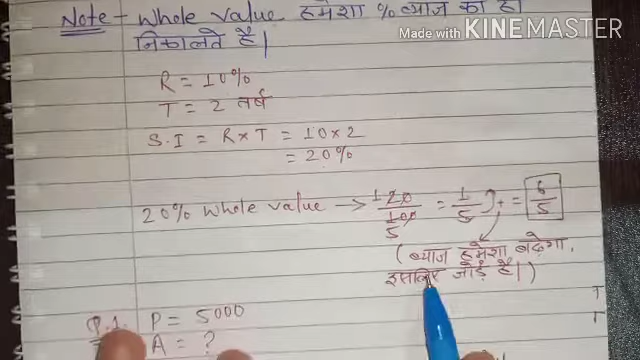 Note - Whole value हमेशा % ब्याज का ही
निकालते है।
Made with KINEMASTER
R = 10%
T = 2 वर्ष
S.I = R×T = 10×2
= 20%
20% whole value → 20/100 = 1/5 + = 6/5
(ब्याज हमेशा बढ़ेगा,
इसलिए जोड़े है।)
Q.1. P = 5000
A = ?